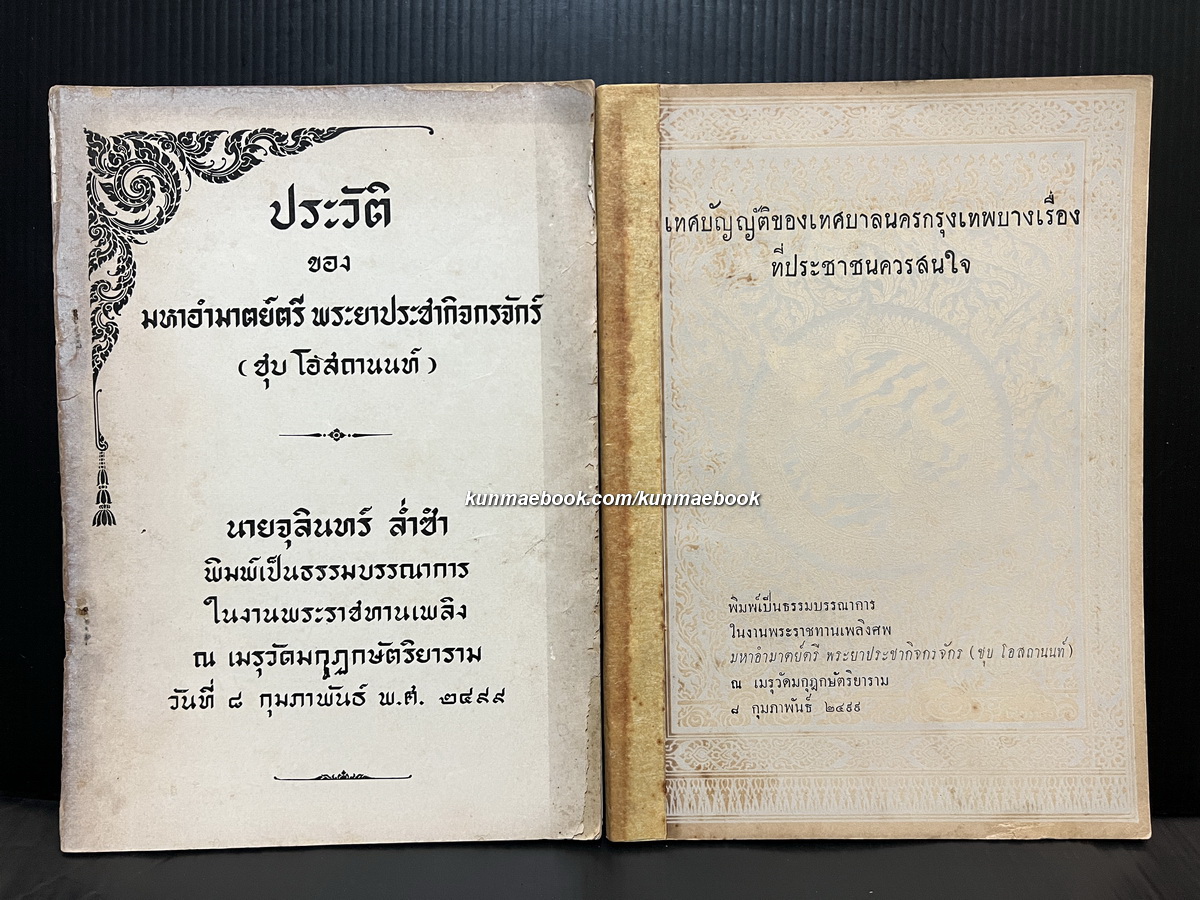 ประวัติ
ของ
มหาอำมาตย์ตรี พระยาประชากิจกรจักร์
(ชุบ โอสถานนท์)
นายจุลินทร์ ล่ำซำ
พิมพ์เป็นธรรมบรรณาการ
ในงานพระราชทานเพลิง
ณ เมรุวัดมกุฏกษัตริยาราม
วันที่ ๘ กุมภาพันธ์ พ.ศ. ๒๔๙๙
เทศบัญญัติของเทศบาลนครกรุงเทพบางเรื่อง
ที่ประชาชนควรสนใจ
พิมพ์เป็นธรรมบรรณาการ
ในงานพระราชทานเพลิงศพ
มหาอำมาตย์ตรี พระยาประชากิจกรจักร (ชุบ โอสถานนท์)
ณ เมรุวัดมกุฎกษัตริยาราม
๘ กุมภาพันธ์ ๒๔๙๙
kunmaebook.com/kunmaebook